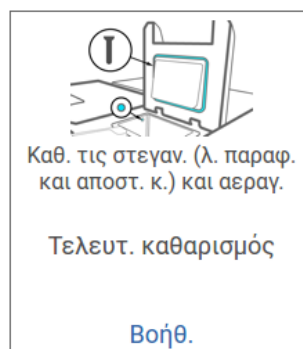 Καθ. τις στεγαν. (λ. παραφ.
και αποστ. κ.) και αεραγ.
Τελευτ. καθαρισμός
Βοήθ.